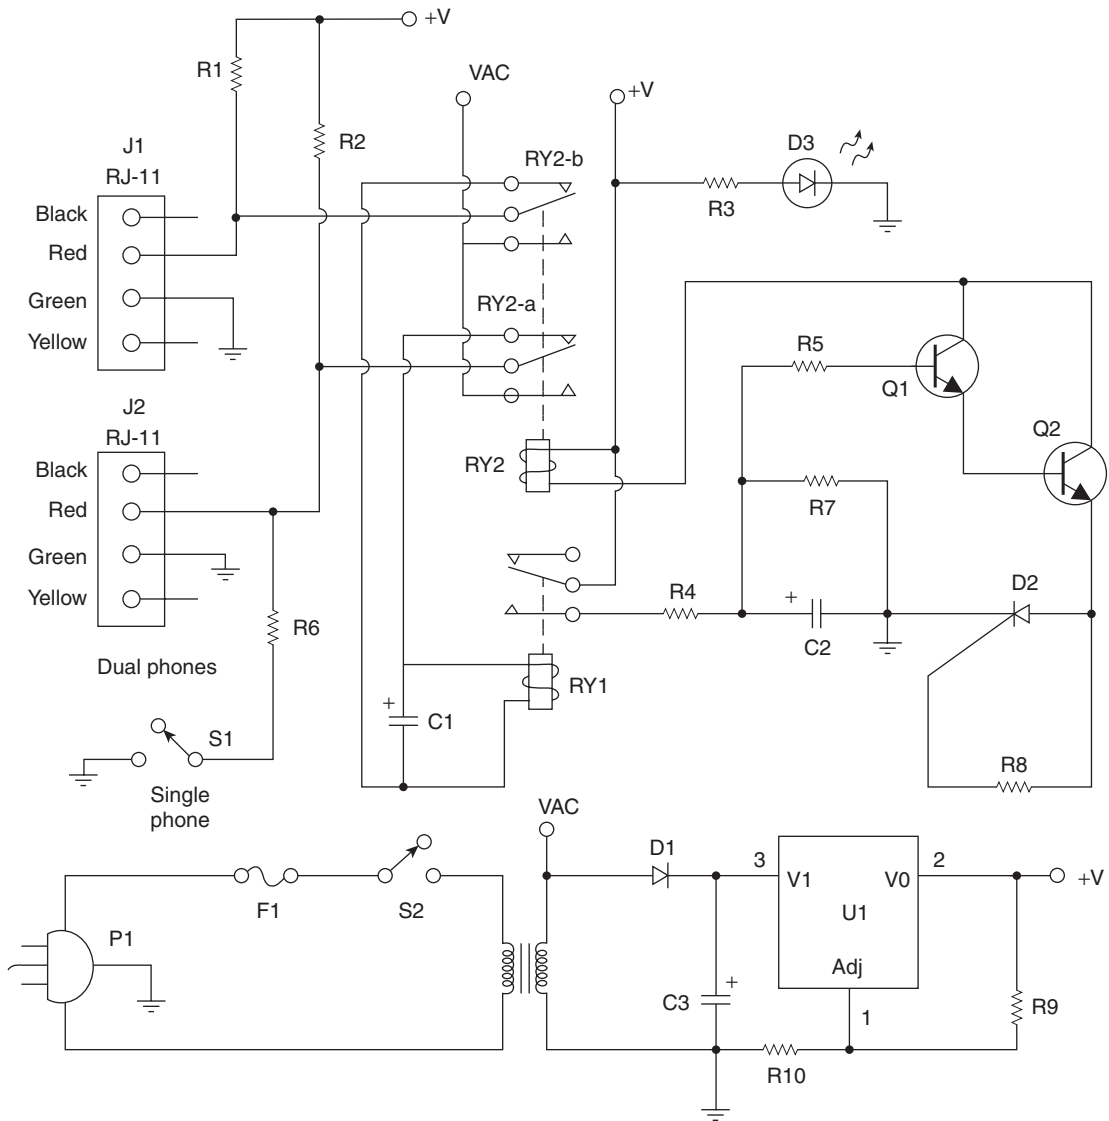 +V
R1
VAC
+V
J1
RJ-11
R2
RY2-b
D3
R3
Black
Red
Green
Yellow
RY2-a
R5
Q1
J2
RJ-11
Q2
Black
Red
Green
Yellow
RY2
R7
R4
+
C2
D2
R6
Dual phones
RY1
+
C1
S1
R8
Single
phone
VAC
D1
3
2
V1
V0
+V
F1
S2
U1
P1
Adj
C3
+
1
R9
R10